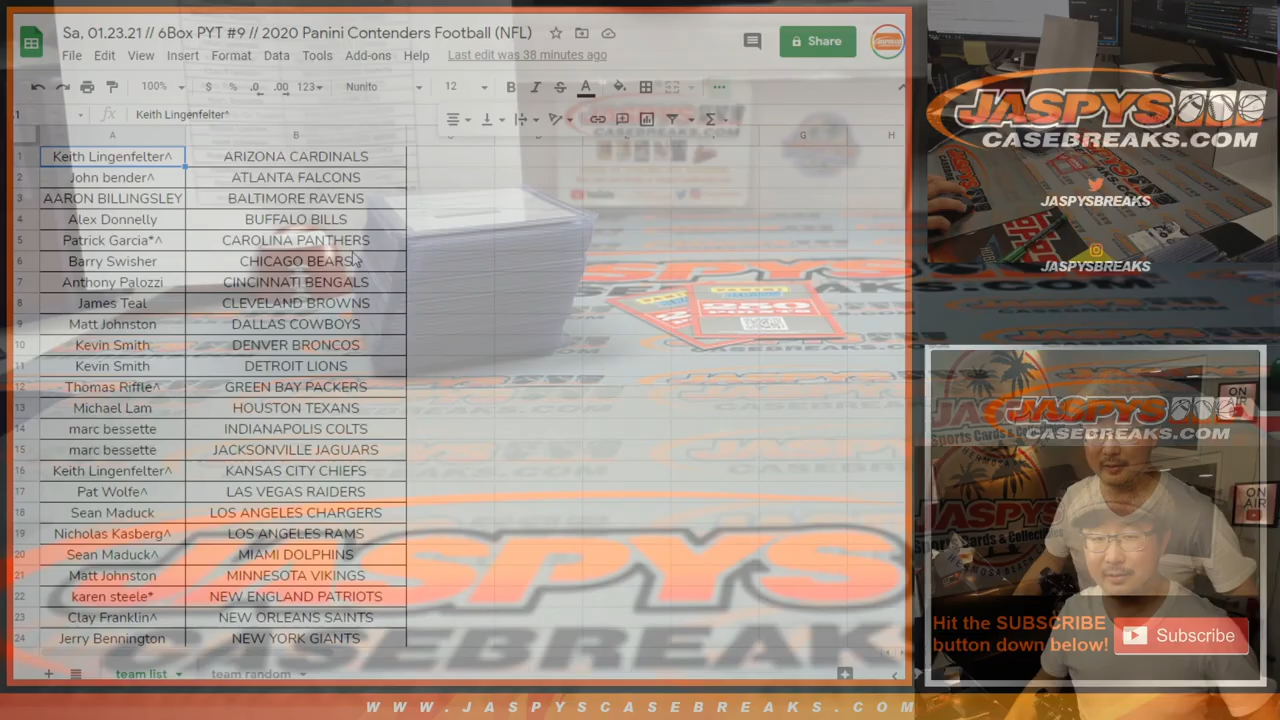 Sa, 01.23.21 // 6Box PYT #9 // 2020 Panini Contenders Football (NFL)
File Edit View Insert Format Data Tools Add-ons Help Last edit was 38 minutes ago
Share
100% $ % .0 .00 123 Nunito 12 B I S A
fx Keith Lingenfelter^
A B G H
1 Keith Lingenfelter^ ARIZONA CARDINALS
2 John bender^ ATLANTA FALCONS
3 AARON BILLINGSLEY BALTIMORE RAVENS
4 Alex Donnelly BUFFALO BILLS
5 Patrick Garcia*^ CAROLINA PANTHERS
6 Barry Swisher CHICAGO BEARS
7 Anthony Palozzi CINCINNATI BENGALS
8 James Teal CLEVELAND BROWNS
9 Matt Johnston DALLAS COWBOYS
10 Kevin Smith DENVER BRONCOS
11 Kevin Smith DETROIT LIONS
12 Thomas Riffle^ GREEN BAY PACKERS
13 Michael Lam HOUSTON TEXANS
14 marc bessette INDIANAPOLIS COLTS
15 marc bessette JACKSONVILLE JAGUARS
16 Keith Lingenfelter^ KANSAS CITY CHIEFS
17 Pat Wolfe^ LAS VEGAS RAIDERS
18 Sean Maduck LOS ANGELES CHARGERS
19 Nicholas Kasberg^ LOS ANGELES RAMS
20 Sean Maduck^ MIAMI DOLPHINS
21 Matt Johnston MINNESOTA VIKINGS
22 karen steele* NEW ENGLAND PATRIOTS
23 Clay Franklin^ NEW ORLEANS SAINTS
24 Jerry Bennington NEW YORK GIANTS
team list team random
JASPYS
CASEBREAK
WWW.JASPYSCASEBREAKS.COM
JASPYS
CASEBREAKS.COM
JASPYSBREAKS
JASPYSBREAKS
JASPYS
CASEBREAKS.COM
ON
AIR
ON
AIR
Hit the SUBSCRIBE
button down below!
Subscribe